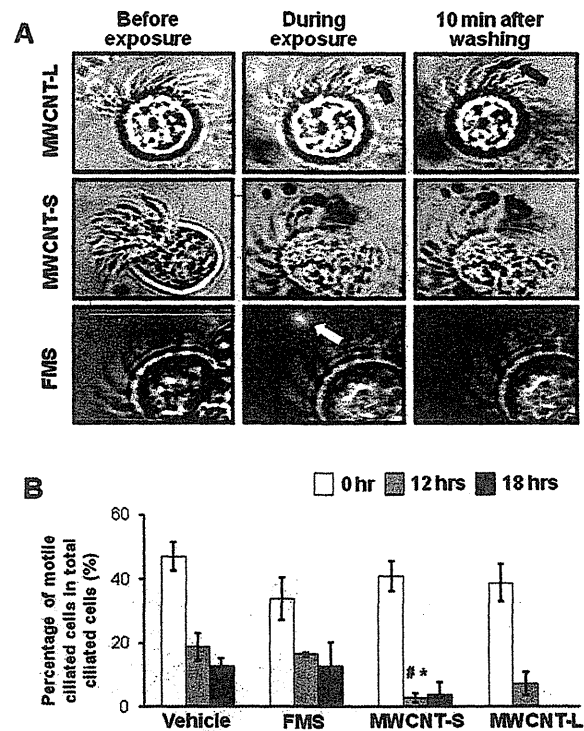 A
Before exposure
During exposure
10 min after washing
MWCNT-L
MWCNT-S
FMS
B
0 hr 12 hrs 18 hrs
Percentage of motile ciliated cells in total ciliated cells (%)
60
40
20
0
# *
Vehicle FMS MWCNT-S MWCNT-L